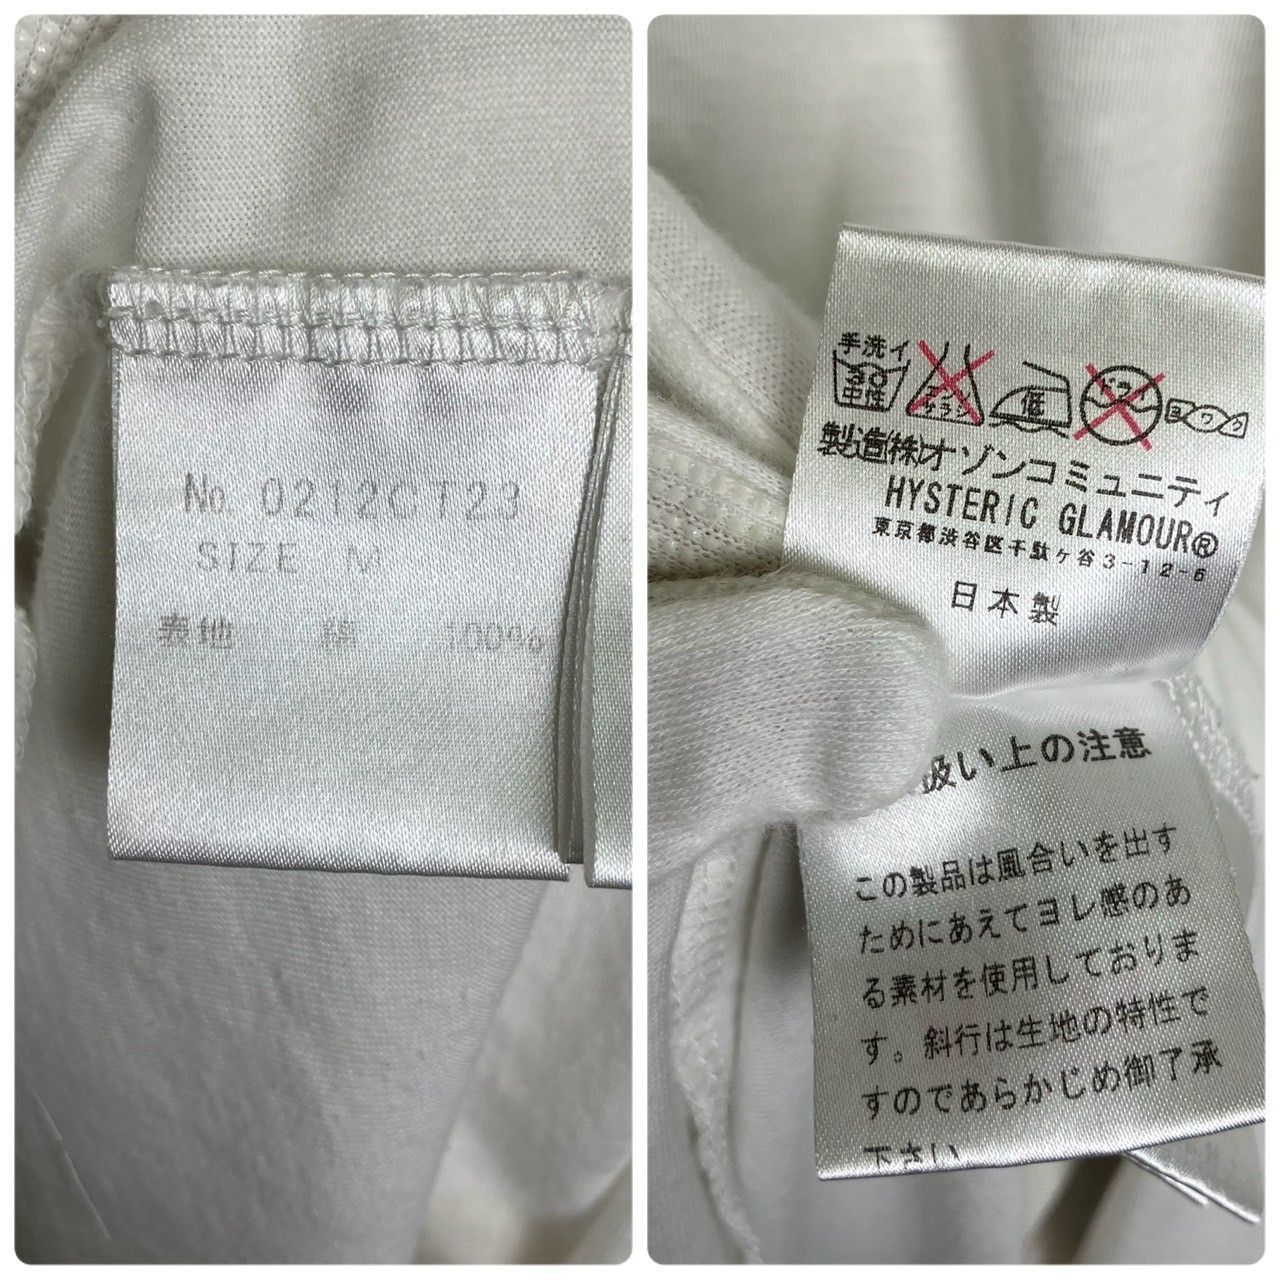 No. 0212CT23
SIZE M
表地 綿 100%
手洗イ
30
中性
エンソ
サラシ
低
ドライ
ヨワク
製造(株)オゾンコミュニティ
HYSTERIC GLAMOUR®
東京都渋谷区千駄ヶ谷3-12-6
日本製
扱い上の注意
この製品は風合いを出す
ためにあえてヨレ感のあ
る素材を使用しておりま
す。斜行は生地の特性で
すのであらかじめ御了承
下さい